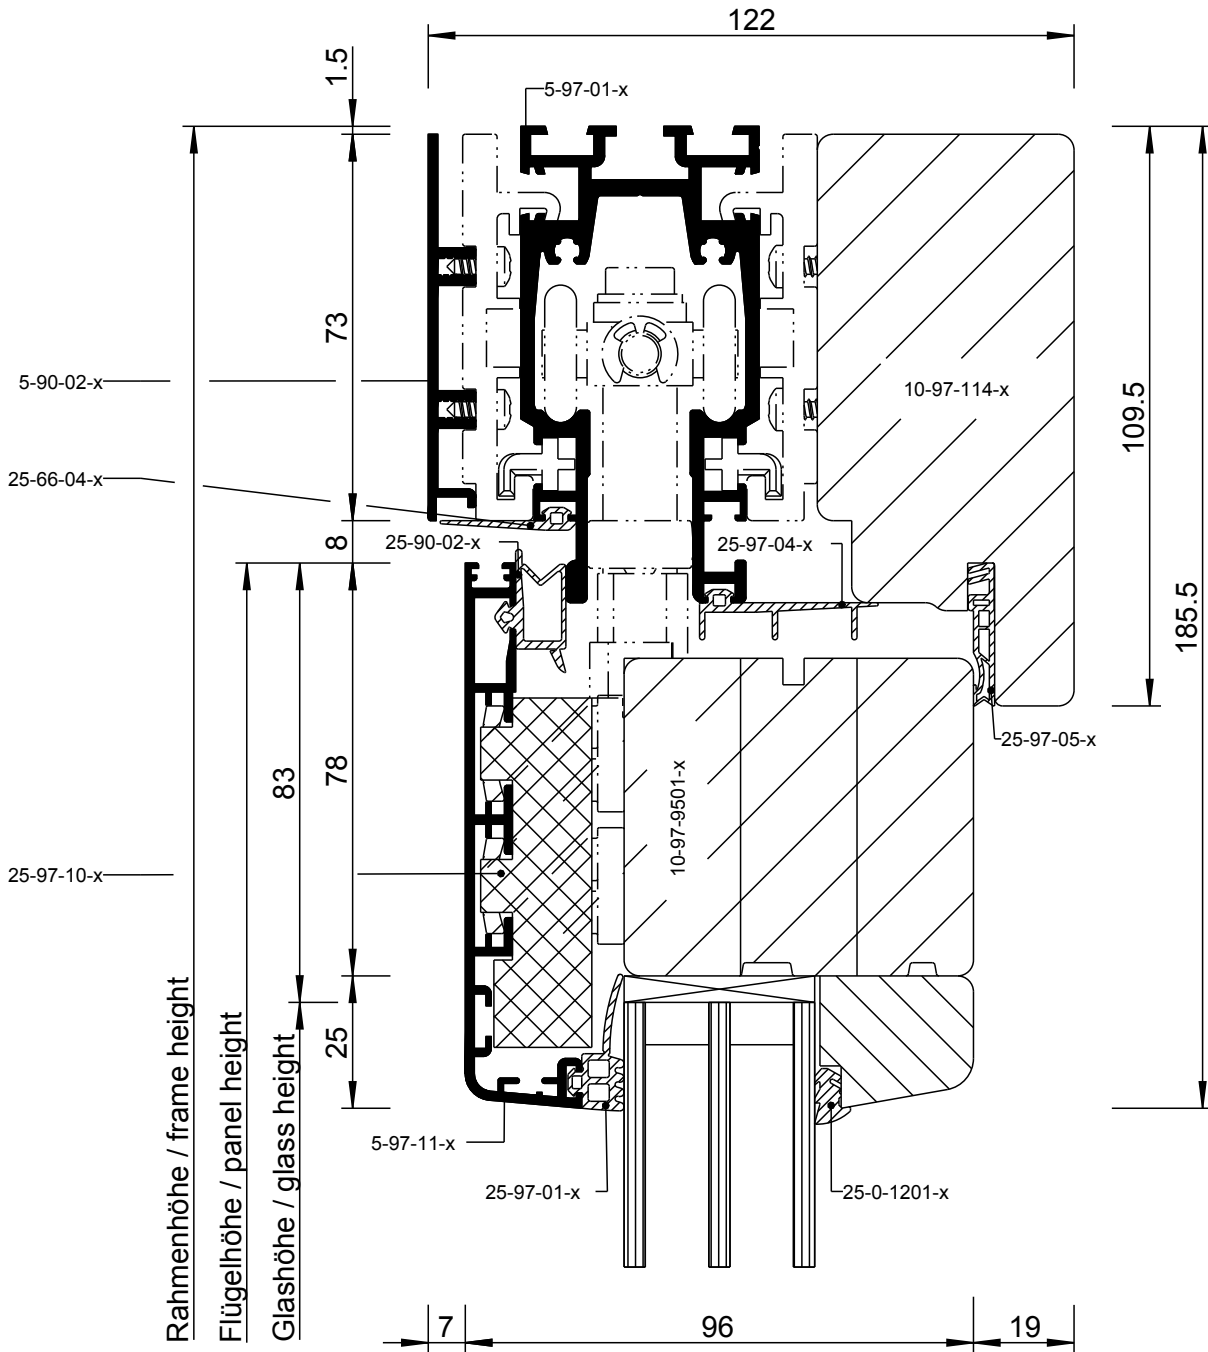 122
1.5
5-97-01-x
73
5-90-02-x
10-97-114-x
109.5
25-66-04-x
8
25-90-02-x
25-97-04-x
185.5
25-97-05-x
83
78
10-97-9501-x
25-97-10-x
25
Rahmenhöhe / frame height
Flügelhöhe / panel height
Glashöhe / glass height
5-97-11-x
25-97-01-x
25-0-1201-x
7
96
19